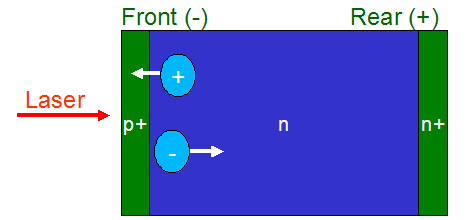 Front (-)
Rear (+)
+
Laser
p+
n
n+
-